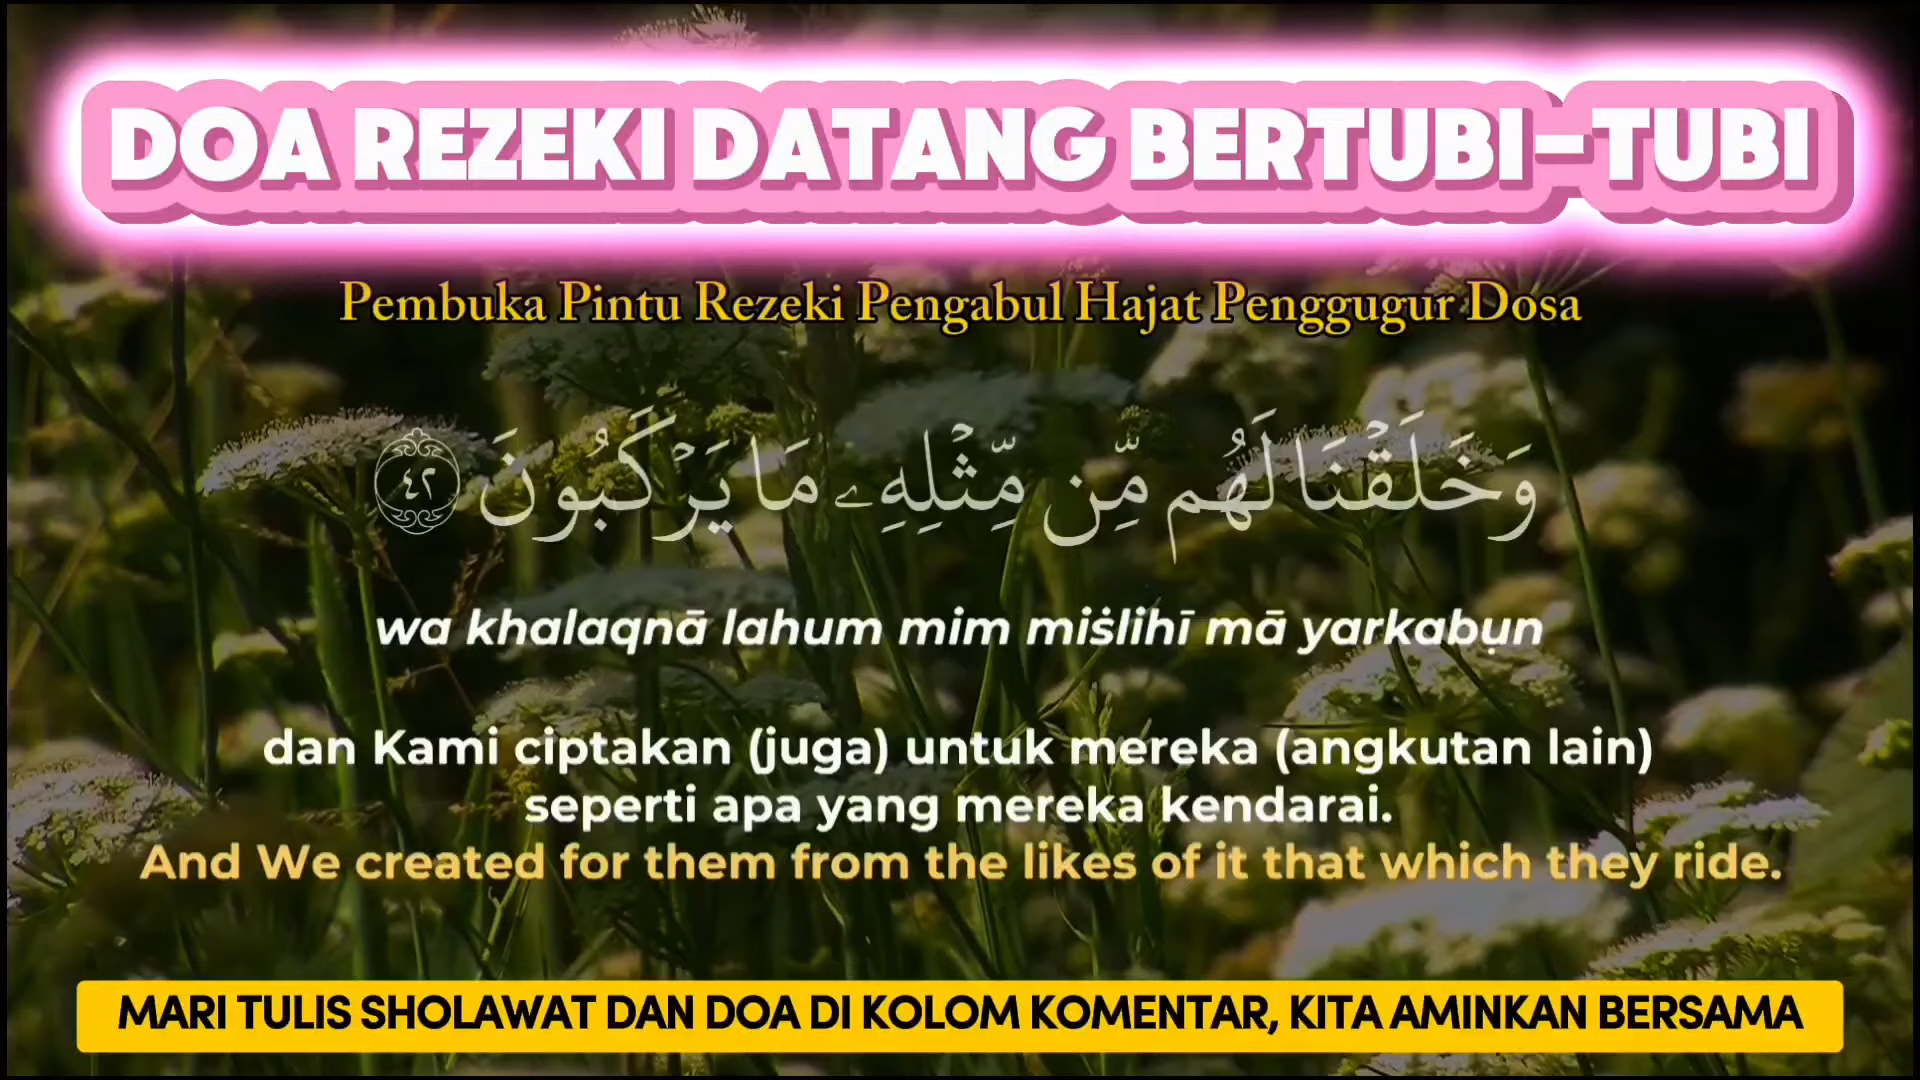 DOA REZEKI DATANG BERTUBI-TUBI
Pembuka Pintu Rezeki Pengabul Hajat Penggugur Dosa
وَخَلَقْنَا لَهُم مِّن مِّثْلِهِۦ مَا يَرْكَبُونَ ٤٢
wa khalaqnā lahum mim miṡlihī mā yarkabụn
dan Kami ciptakan (juga) untuk mereka (angkutan lain)
seperti apa yang mereka kendarai.
And We created for them from the likes of it that which they ride.
MARI TULIS SHOLAWAT DAN DOA DI KOLOM KOMENTAR, KITA AMINKAN BERSAMA